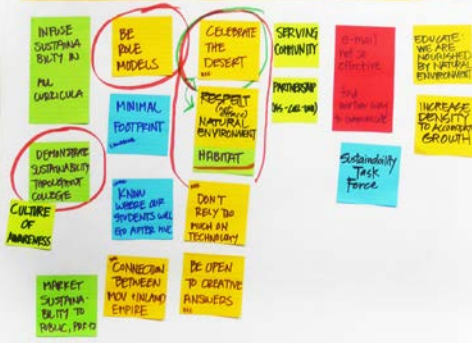 INFUSE
SUSTAINA
BILTY IN
ALL
CURRICULA
DEMONSTRATE
SUSTAINABILITY
THROUGHOUT
COLLEGE
CULTURE
OF
AWARENESS
MARKET
SUSTAINA-
BILITY TO
PUBLIC,
BE
ROLE
MODELS
MINIMAL
FOOTPRINT
KNOW
WHERE OUR
STUDENTS WILL
GO AFTER
CONNECTION
BETWEEN
MOV + INLAND
EMPIRE
CELEBRATE
THE
DESERT
RESPECT
NATURAL
ENVIRONMENT
HABITAT
DON'T
RELY TOO
MUCH ON
TECHNOLOGY
BE OPEN
TO CREATIVE
ANSWERS
SERVING
COMMUNITY
PARTNERSHIP
e-mail
not so
effective
find
another way
to communicate
Sustainability
Task
Force
EDUCATE
WE ARE
NOURISHED
BY NATURAL
ENVIRONMENT
INCREASE
DENSITY
TO ACCOMODATE
GROWTH